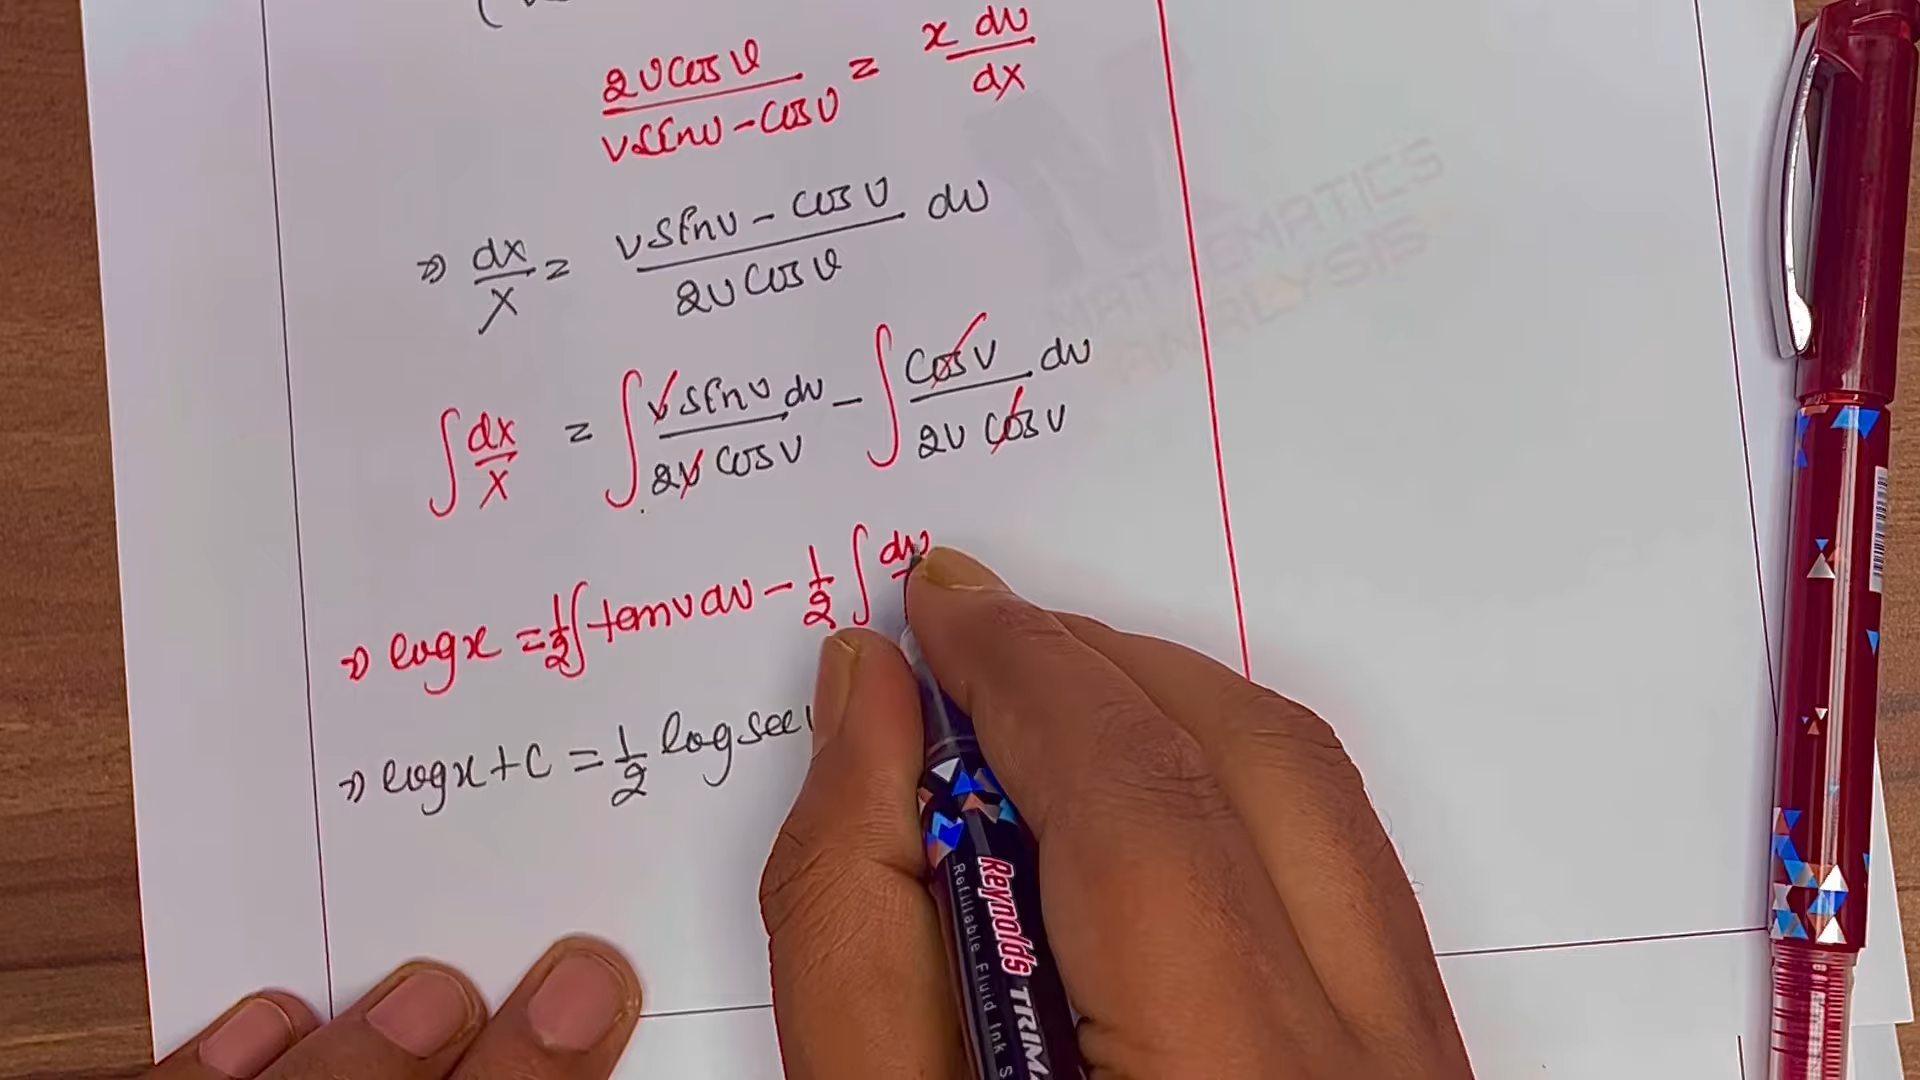 2v cos v / v sin v - cos v = x dv / dx
⇒ dx / x = v sin v - cos v / 2v cos v dv
∫ dx / x = ∫ v sin v dv / 2v cos v - ∫ cos v / 2v cos v dv
⇒ log x = 1/2 ∫ tan v dv - 1/2 ∫ dv
⇒ log x + c = 1/2 log sec
MATHEMATICS
ANALYSIS
Reynolds TRIMA
Refillable Fluid Ink S